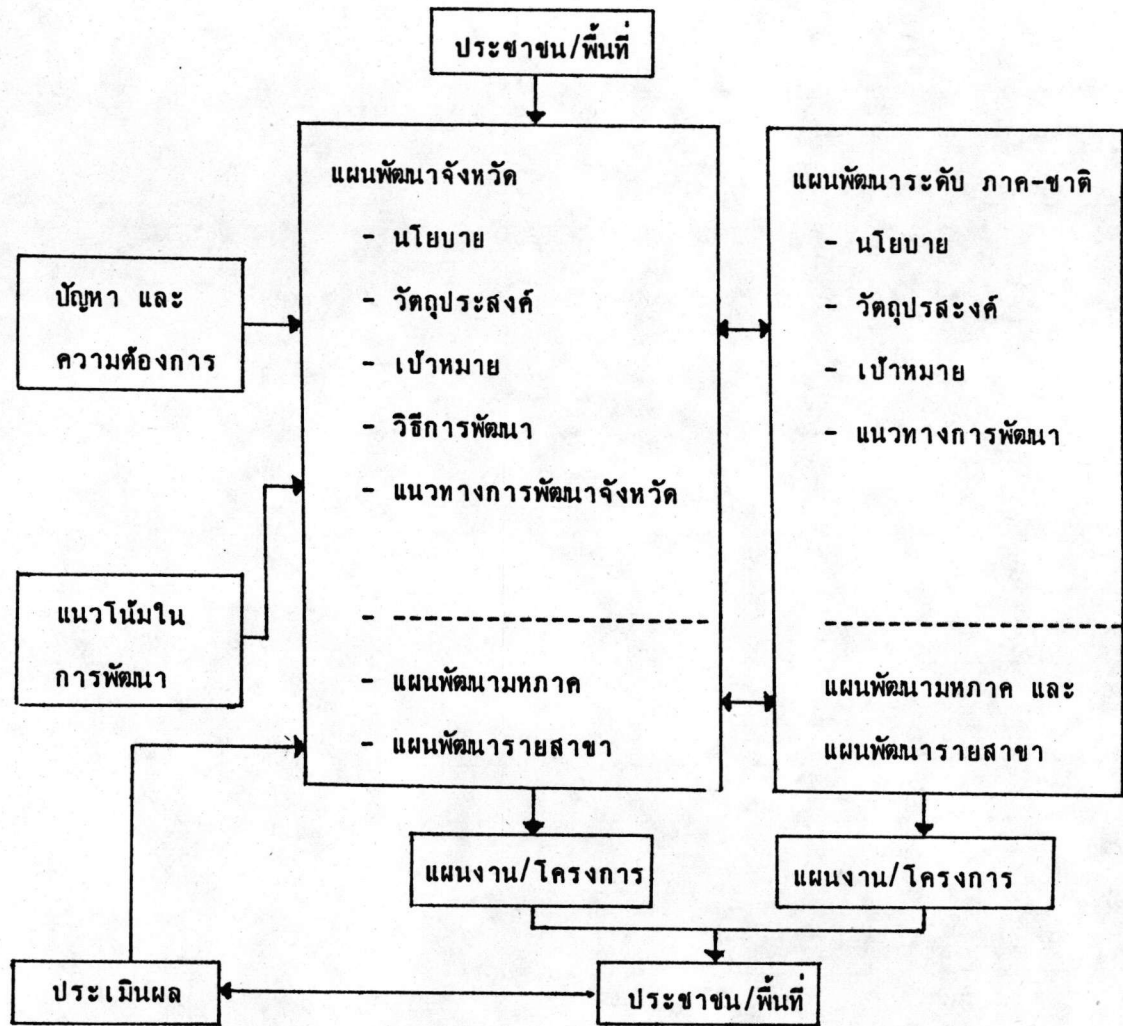 ประชาชน/พื้นที่
แผนพัฒนาจังหวัด
- นโยบาย
- วัตถุประสงค์
- เป้าหมาย
- วิธีการพัฒนา
- แนวทางการพัฒนาจังหวัด
- แผนพัฒนามหภาค
- แผนพัฒนารายสาขา
แผนพัฒนาระดับ ภาค-ชาติ
- นโยบาย
- วัตถุปรสะงค์
- เป้าหมาย
- แนวทางการพัฒนา
แผนพัฒนามหภาค และ
แผนพัฒนารายสาขา
ปัญหา และ
ความต้องการ
แนวโน้มใน
การพัฒนา
แผนงาน/โครงการ
แผนงาน/โครงการ
ประเมินผล
ประชาชน/พื้นที่